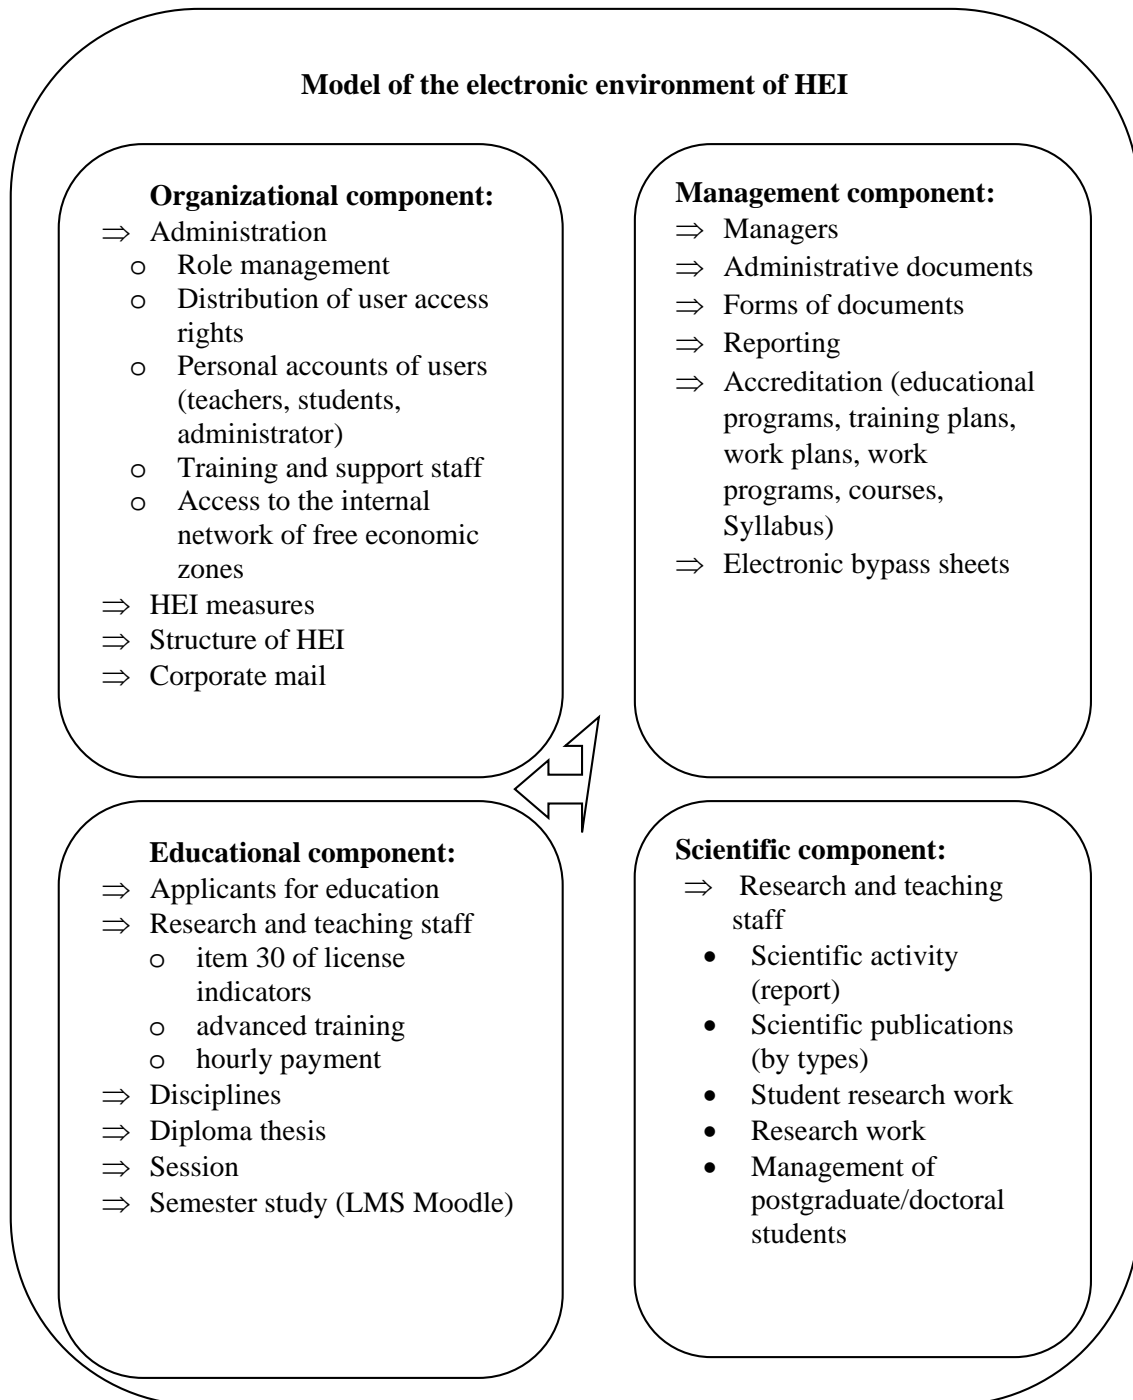 Model of the electronic environment of HEI
Organizational component:
⇒ Administration
o Role management
o Distribution of user access
rights
o Personal accounts of users
(teachers, students,
administrator)
o Training and support staff
o Access to the internal
network of free economic
zones
⇒ HEI measures
⇒ Structure of HEI
⇒ Corporate mail
Management component:
⇒ Managers
⇒ Administrative documents
⇒ Forms of documents
⇒ Reporting
⇒ Accreditation (educational
programs, training plans,
work plans, work
programs, courses,
Syllabus)
⇒ Electronic bypass sheets
Educational component:
⇒ Applicants for education
⇒ Research and teaching staff
o item 30 of license
indicators
o advanced training
o hourly payment
⇒ Disciplines
⇒ Diploma thesis
⇒ Session
⇒ Semester study (LMS Moodle)
Scientific component:
⇒ Research and teaching
staff
• Scientific activity
(report)
• Scientific publications
(by types)
• Student research work
• Research work
• Management of
postgraduate/doctoral
students